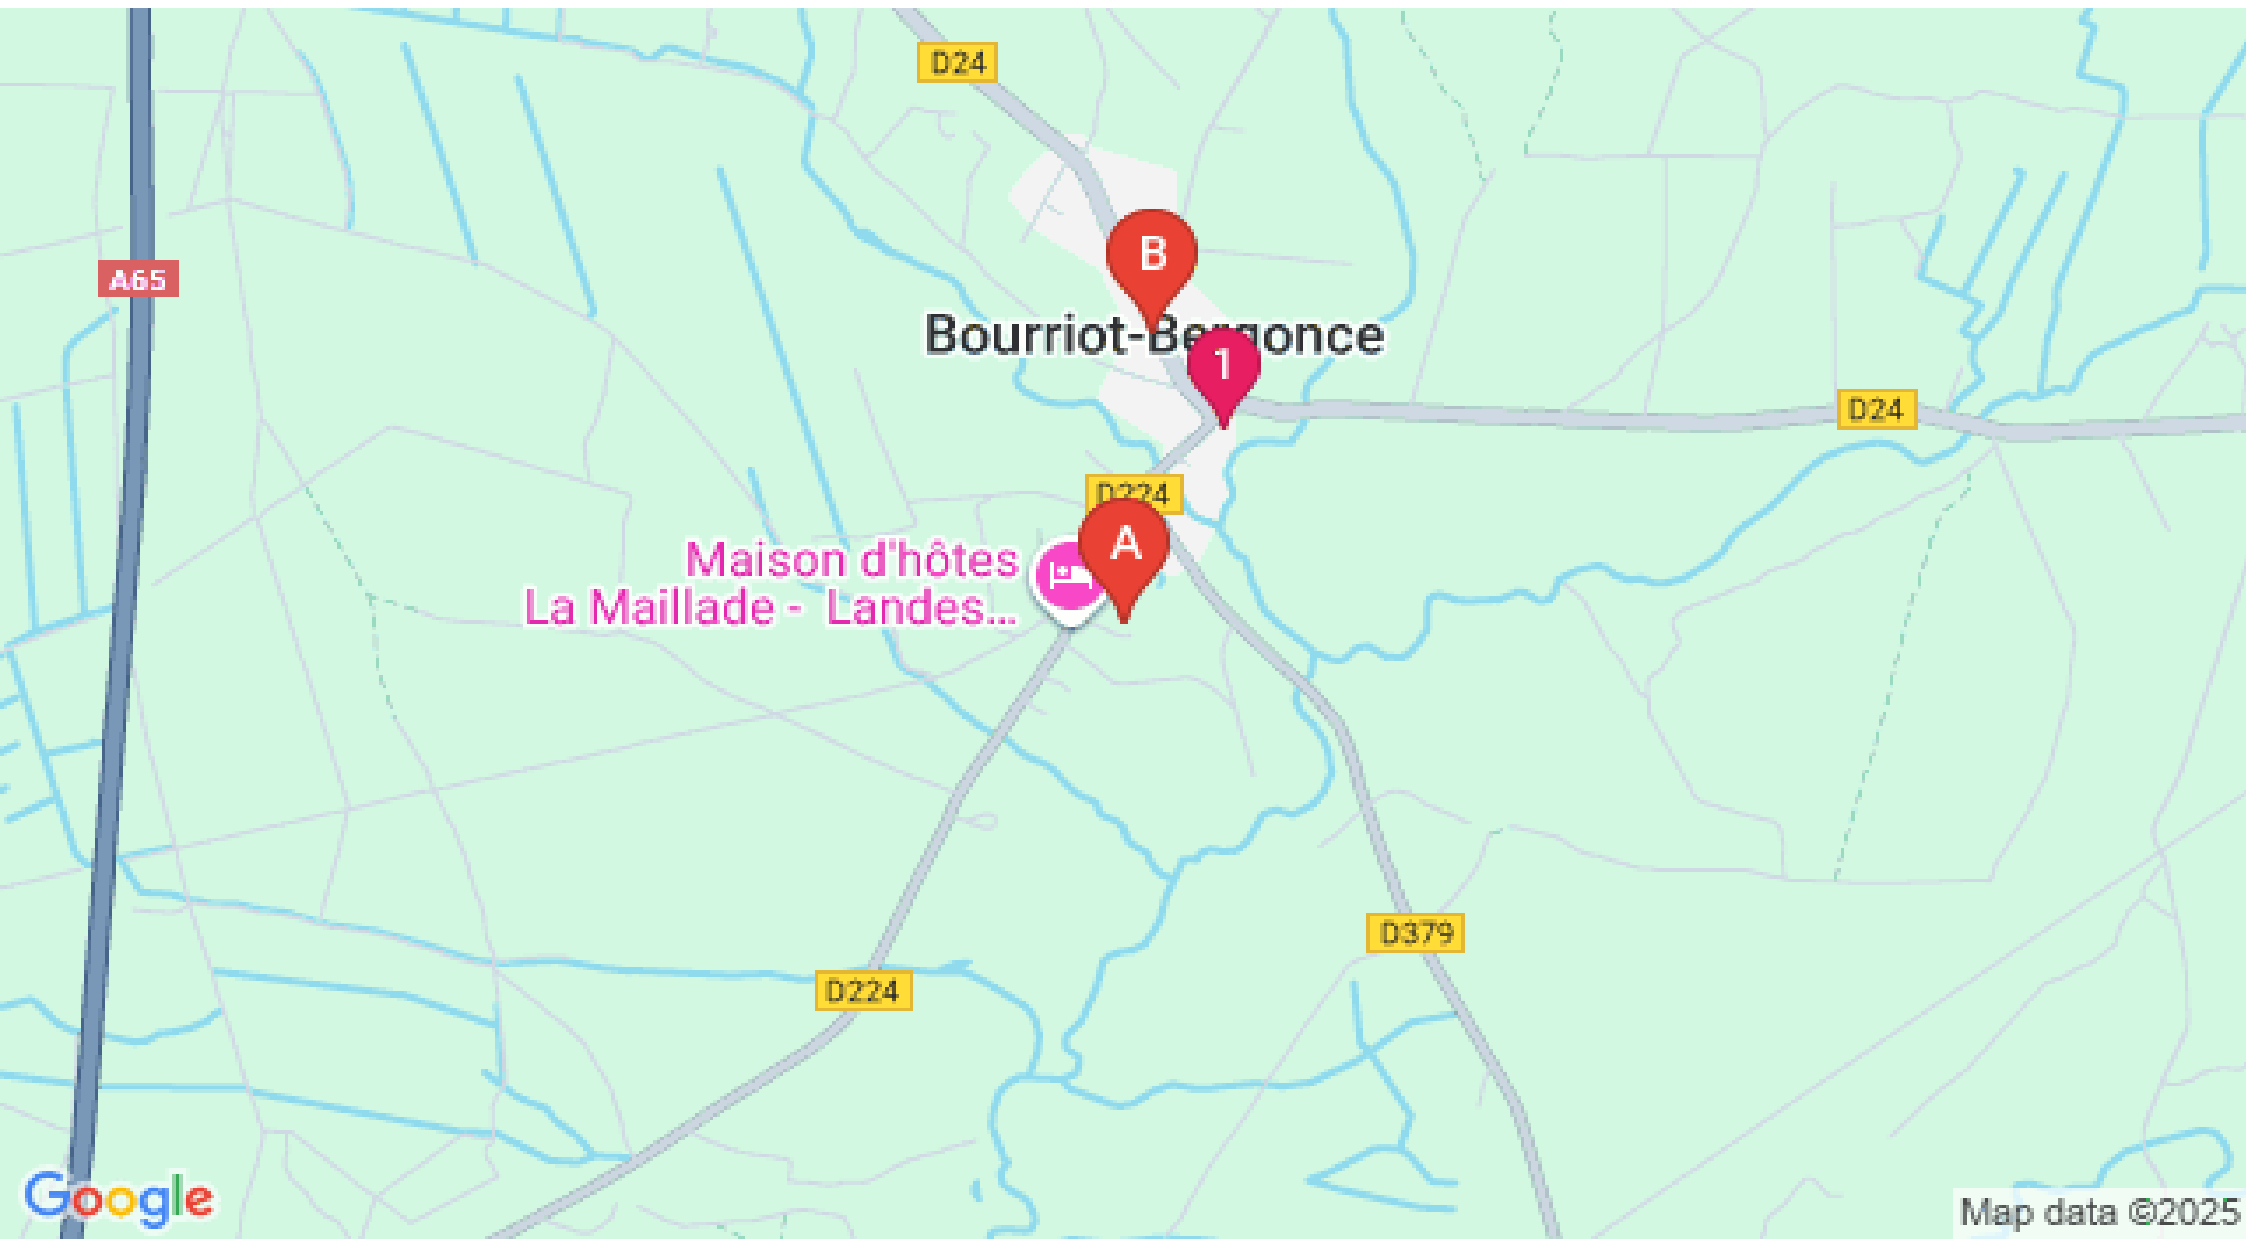 D24
B
A65
Bourriot-Bergonce
1
D24
D224
A
Maison d'hôtes
La Maillade - Landes...
D379
D224
Google
Map data ©2025